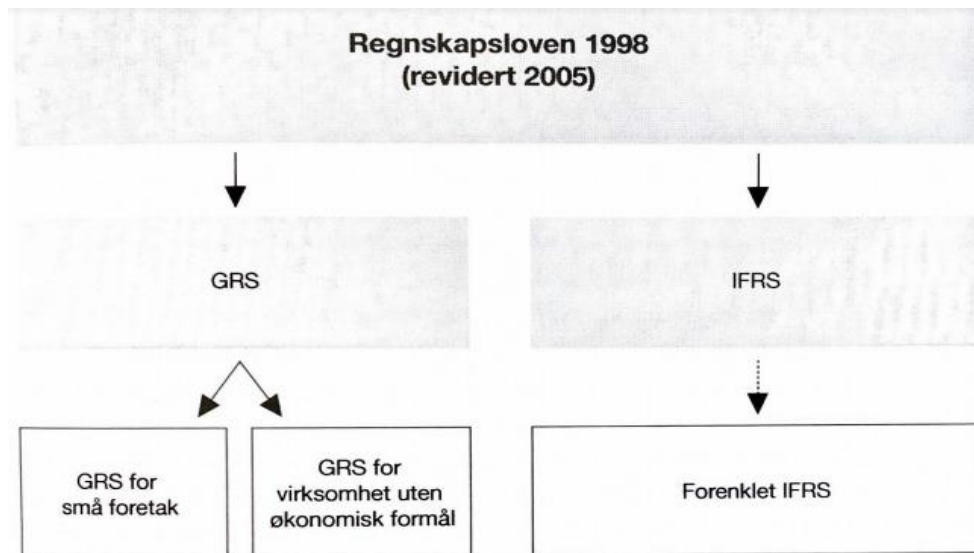 Regnskapsloven 1998
(revidert 2005)
GRS
IFRS
GRS for
små foretak
GRS for
virksomhet uten
økonomisk formål
Forenklet IFRS